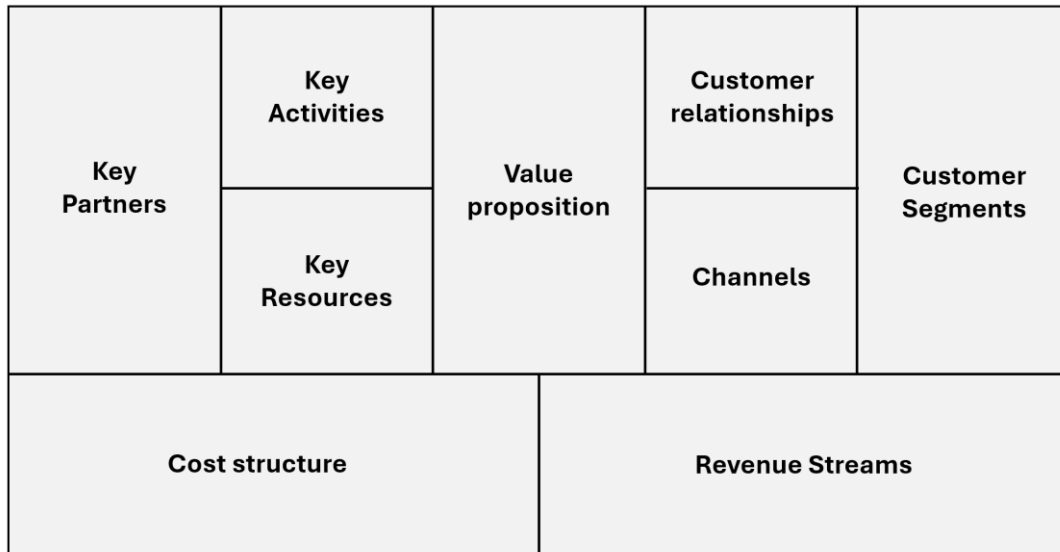 Key
Partners
Key
Activities
Key
Resources
Value
proposition
Customer
relationships
Channels
Customer
Segments
Cost structure
Revenue Streams